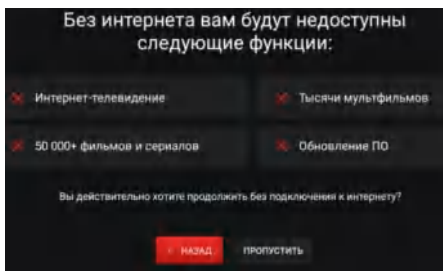 Без интернета вам будут недоступны
следующие функции:
Интернет-телевидение
Тысячи мультфильмов
50 000+ фильмов и сериалов
Обновление ПО
Вы действительно хотите продолжить без подключения к интернету?
НАЗАД
ПРОПУСТИТЬ